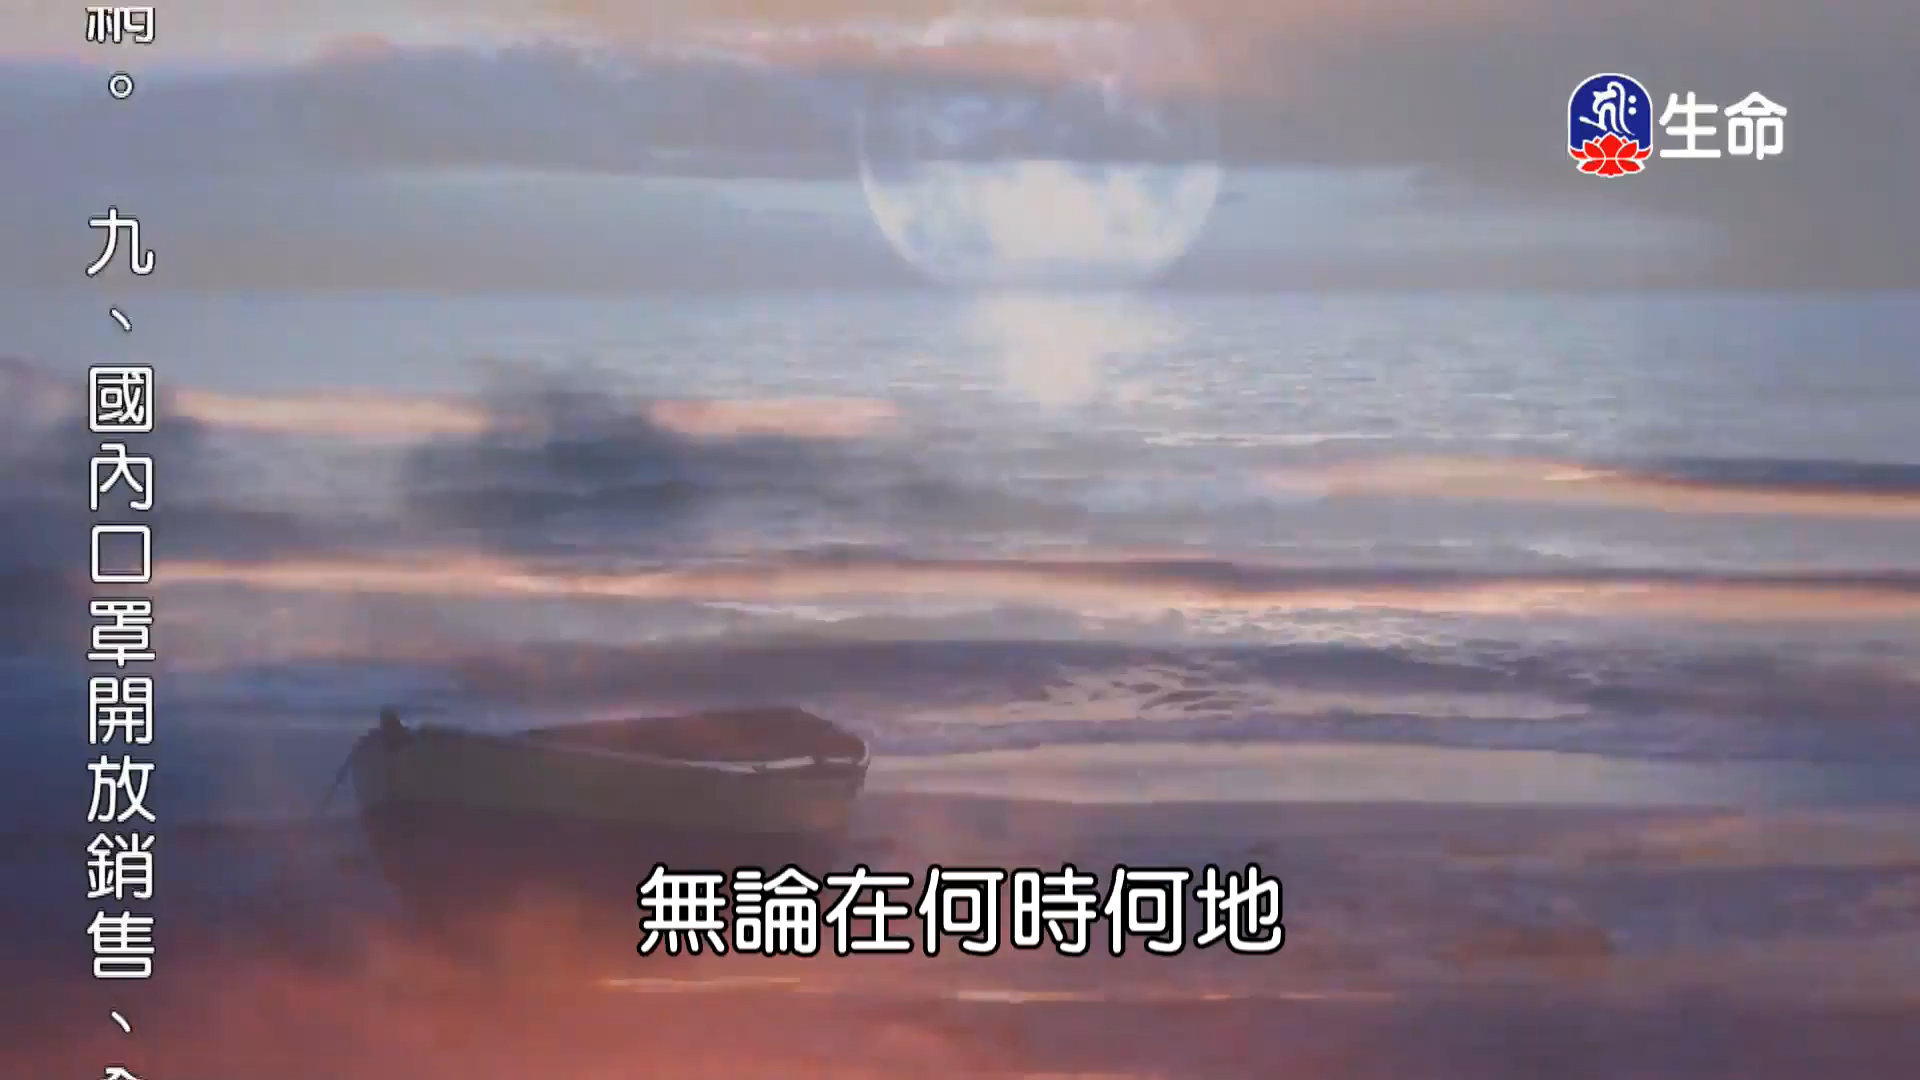 生命
。九、國內口罩開放銷售、
無論在何時何地